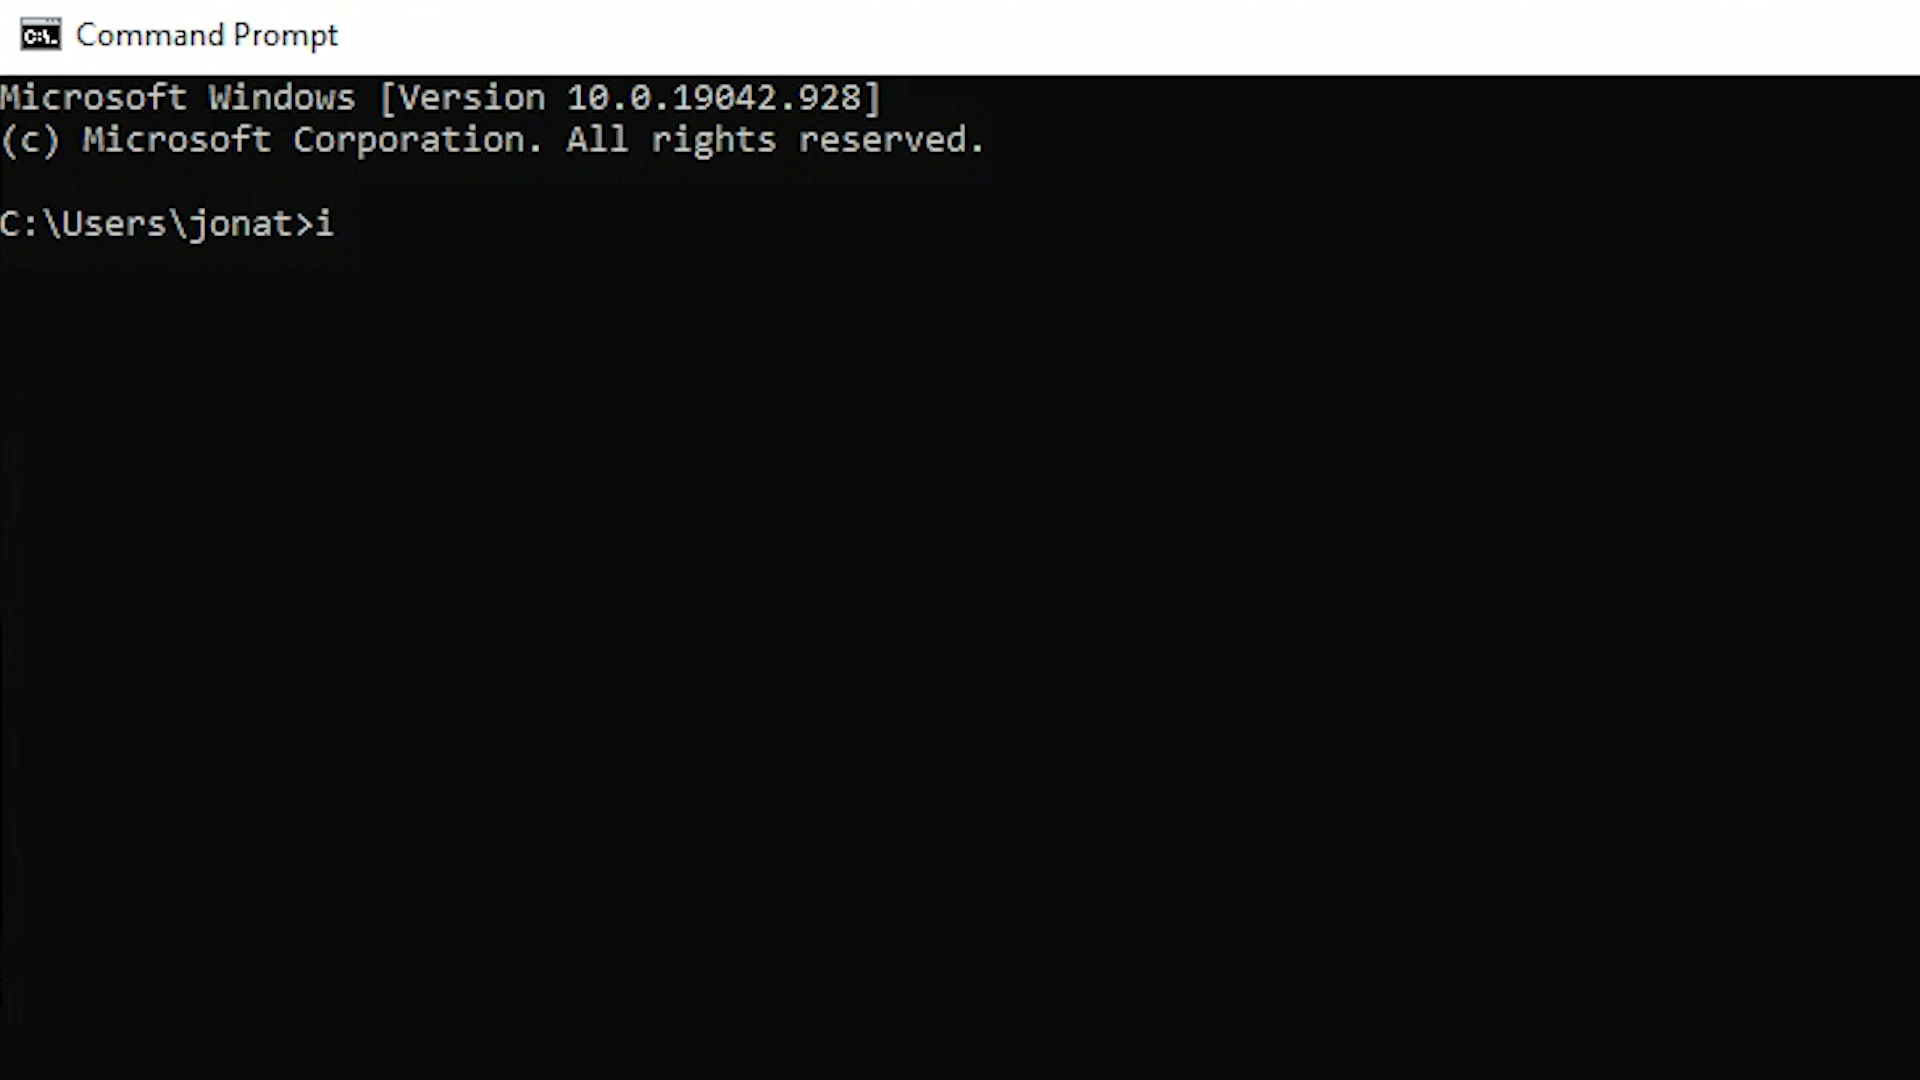 C:\.
Command Prompt
Microsoft Windows [Version 10.0.19042.928]
(c) Microsoft Corporation. All rights reserved.
C:\Users\jonat>i